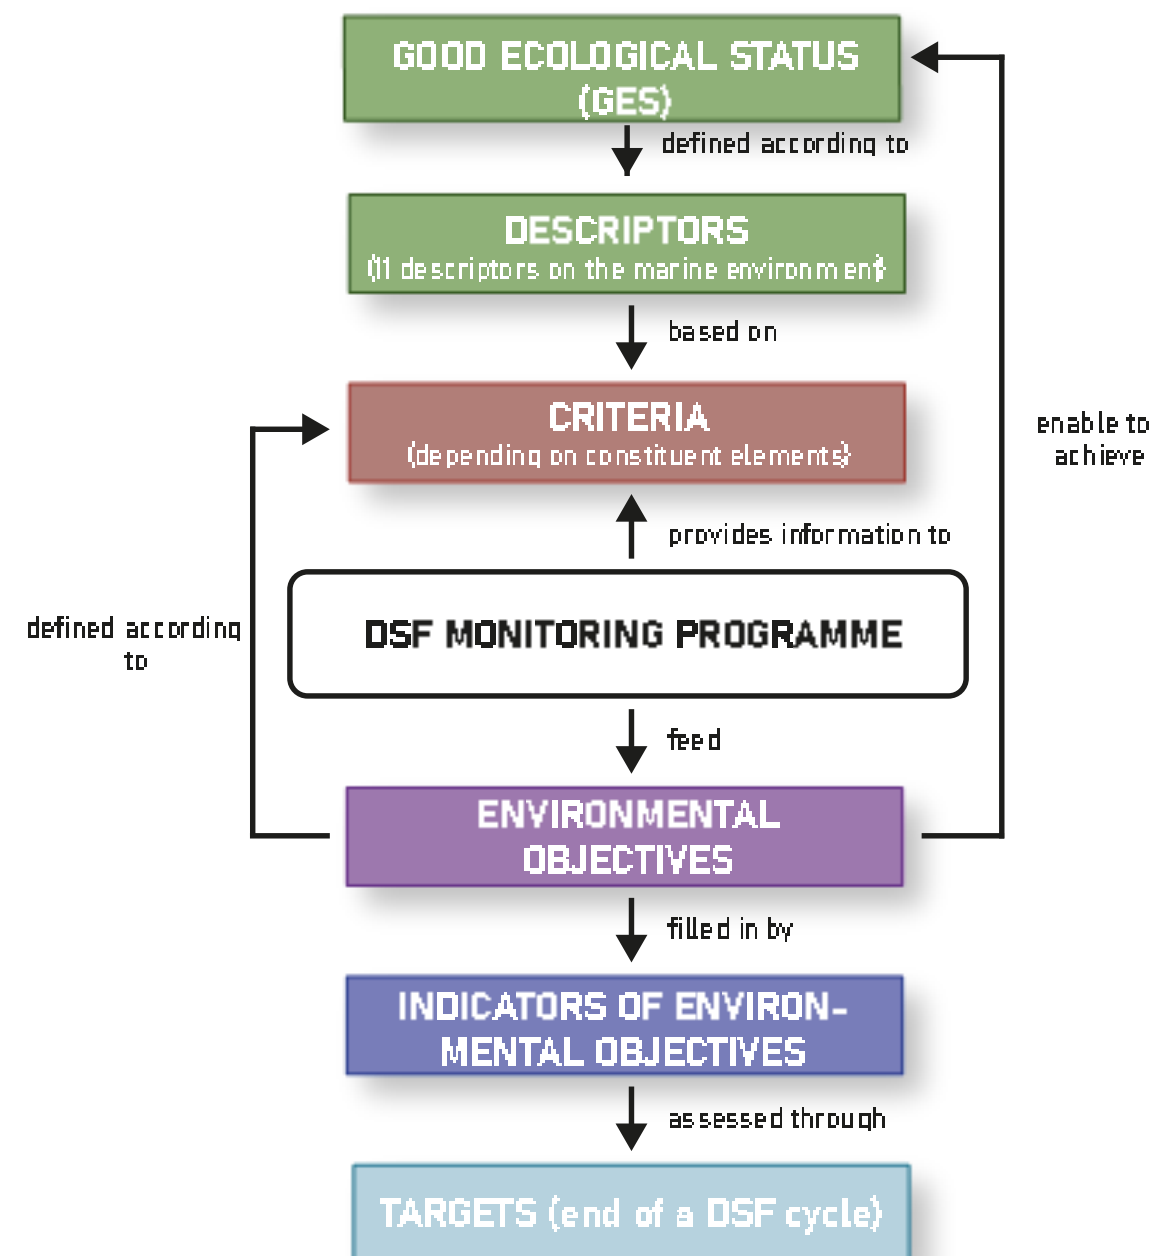 GOOD ECOLOGICAL STATUS
(GES)
defined according to
DESCRIPTORS
(11 descriptors on the marine environment)
based on
CRITERIA
(depending on constituent elements)
enable to
achieve
provides information to
defined according
to
DSF MONITORING PROGRAMME
feed
ENVIRONMENTAL
OBJECTIVES
filled in by
INDICATORS OF ENVIRON-
MENTAL OBJECTIVES
assessed through
TARGETS (end of a DSF cycle)